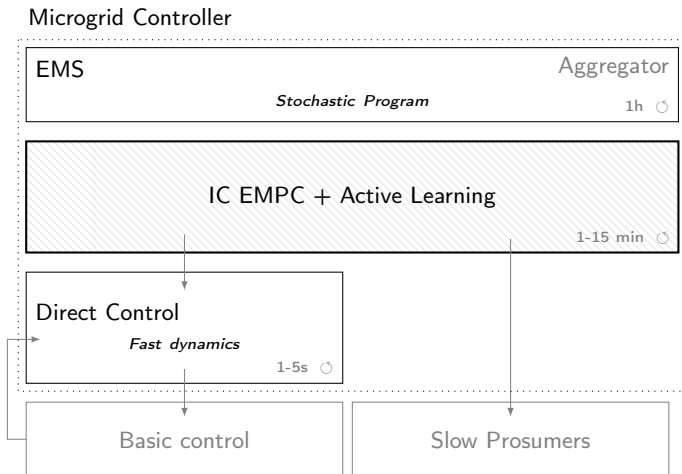 Microgrid Controller
EMS
Aggregator
Stochastic Program
1h
IC EMPC + Active Learning
1-15 min
Direct Control
Fast dynamics
1-5s
Basic control
Slow Prosumers